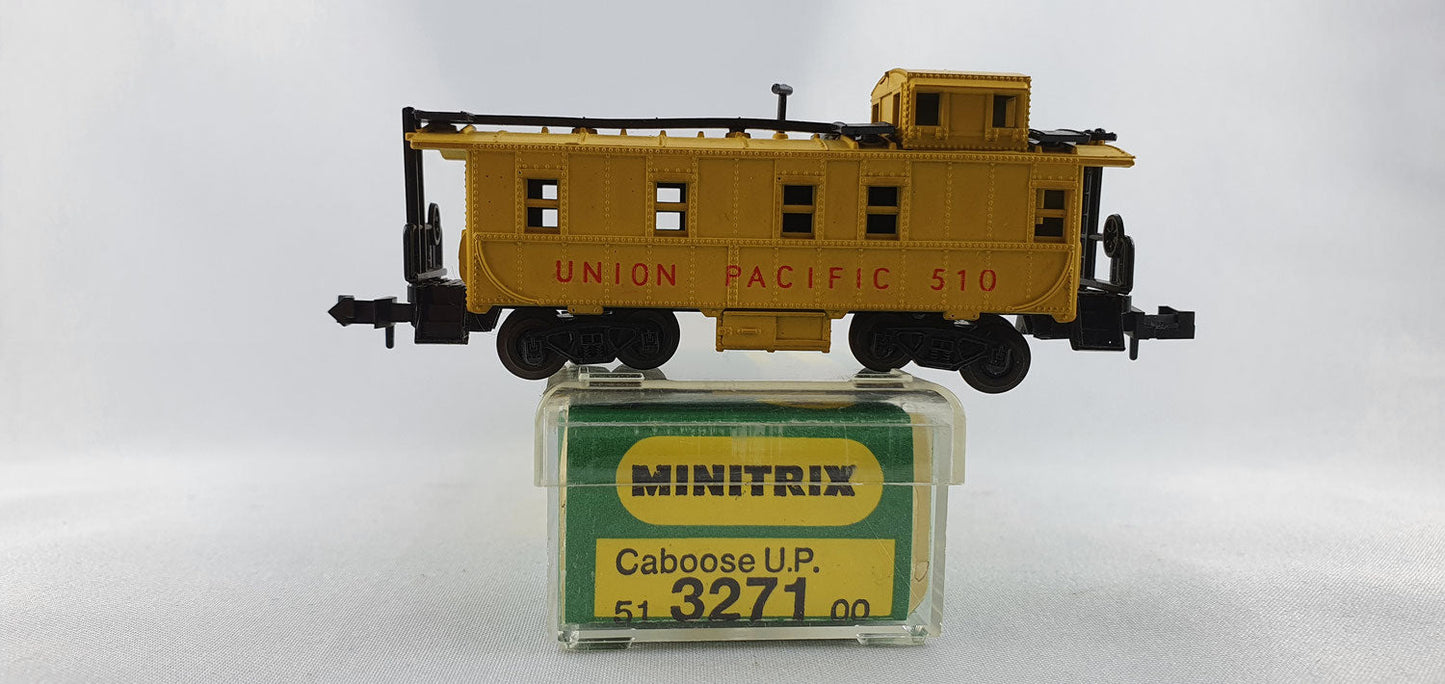 UNION PACIFIC 510
MINITRIX
Caboose U.P.
51 3271 00